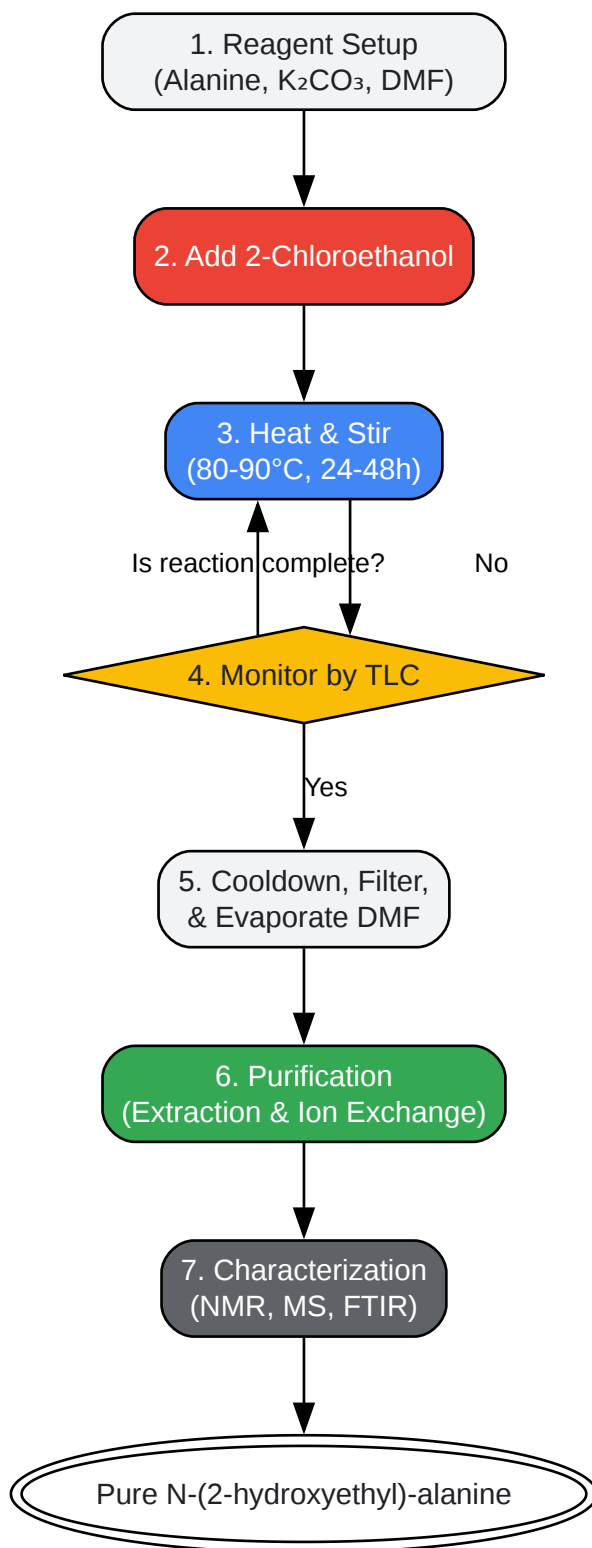 1. Reagent Setup
(Alanine, K₂CO₃, DMF)
2. Add 2-Chloroethanol
3. Heat & Stir
(80-90°C, 24-48h)
Is reaction complete?
No
4. Monitor by TLC
Yes
5. Cooldown, Filter,
& Evaporate DMF
6. Purification
(Extraction & Ion Exchange)
7. Characterization
(NMR, MS, FTIR)
Pure N-(2-hydroxyethyl)-alanine